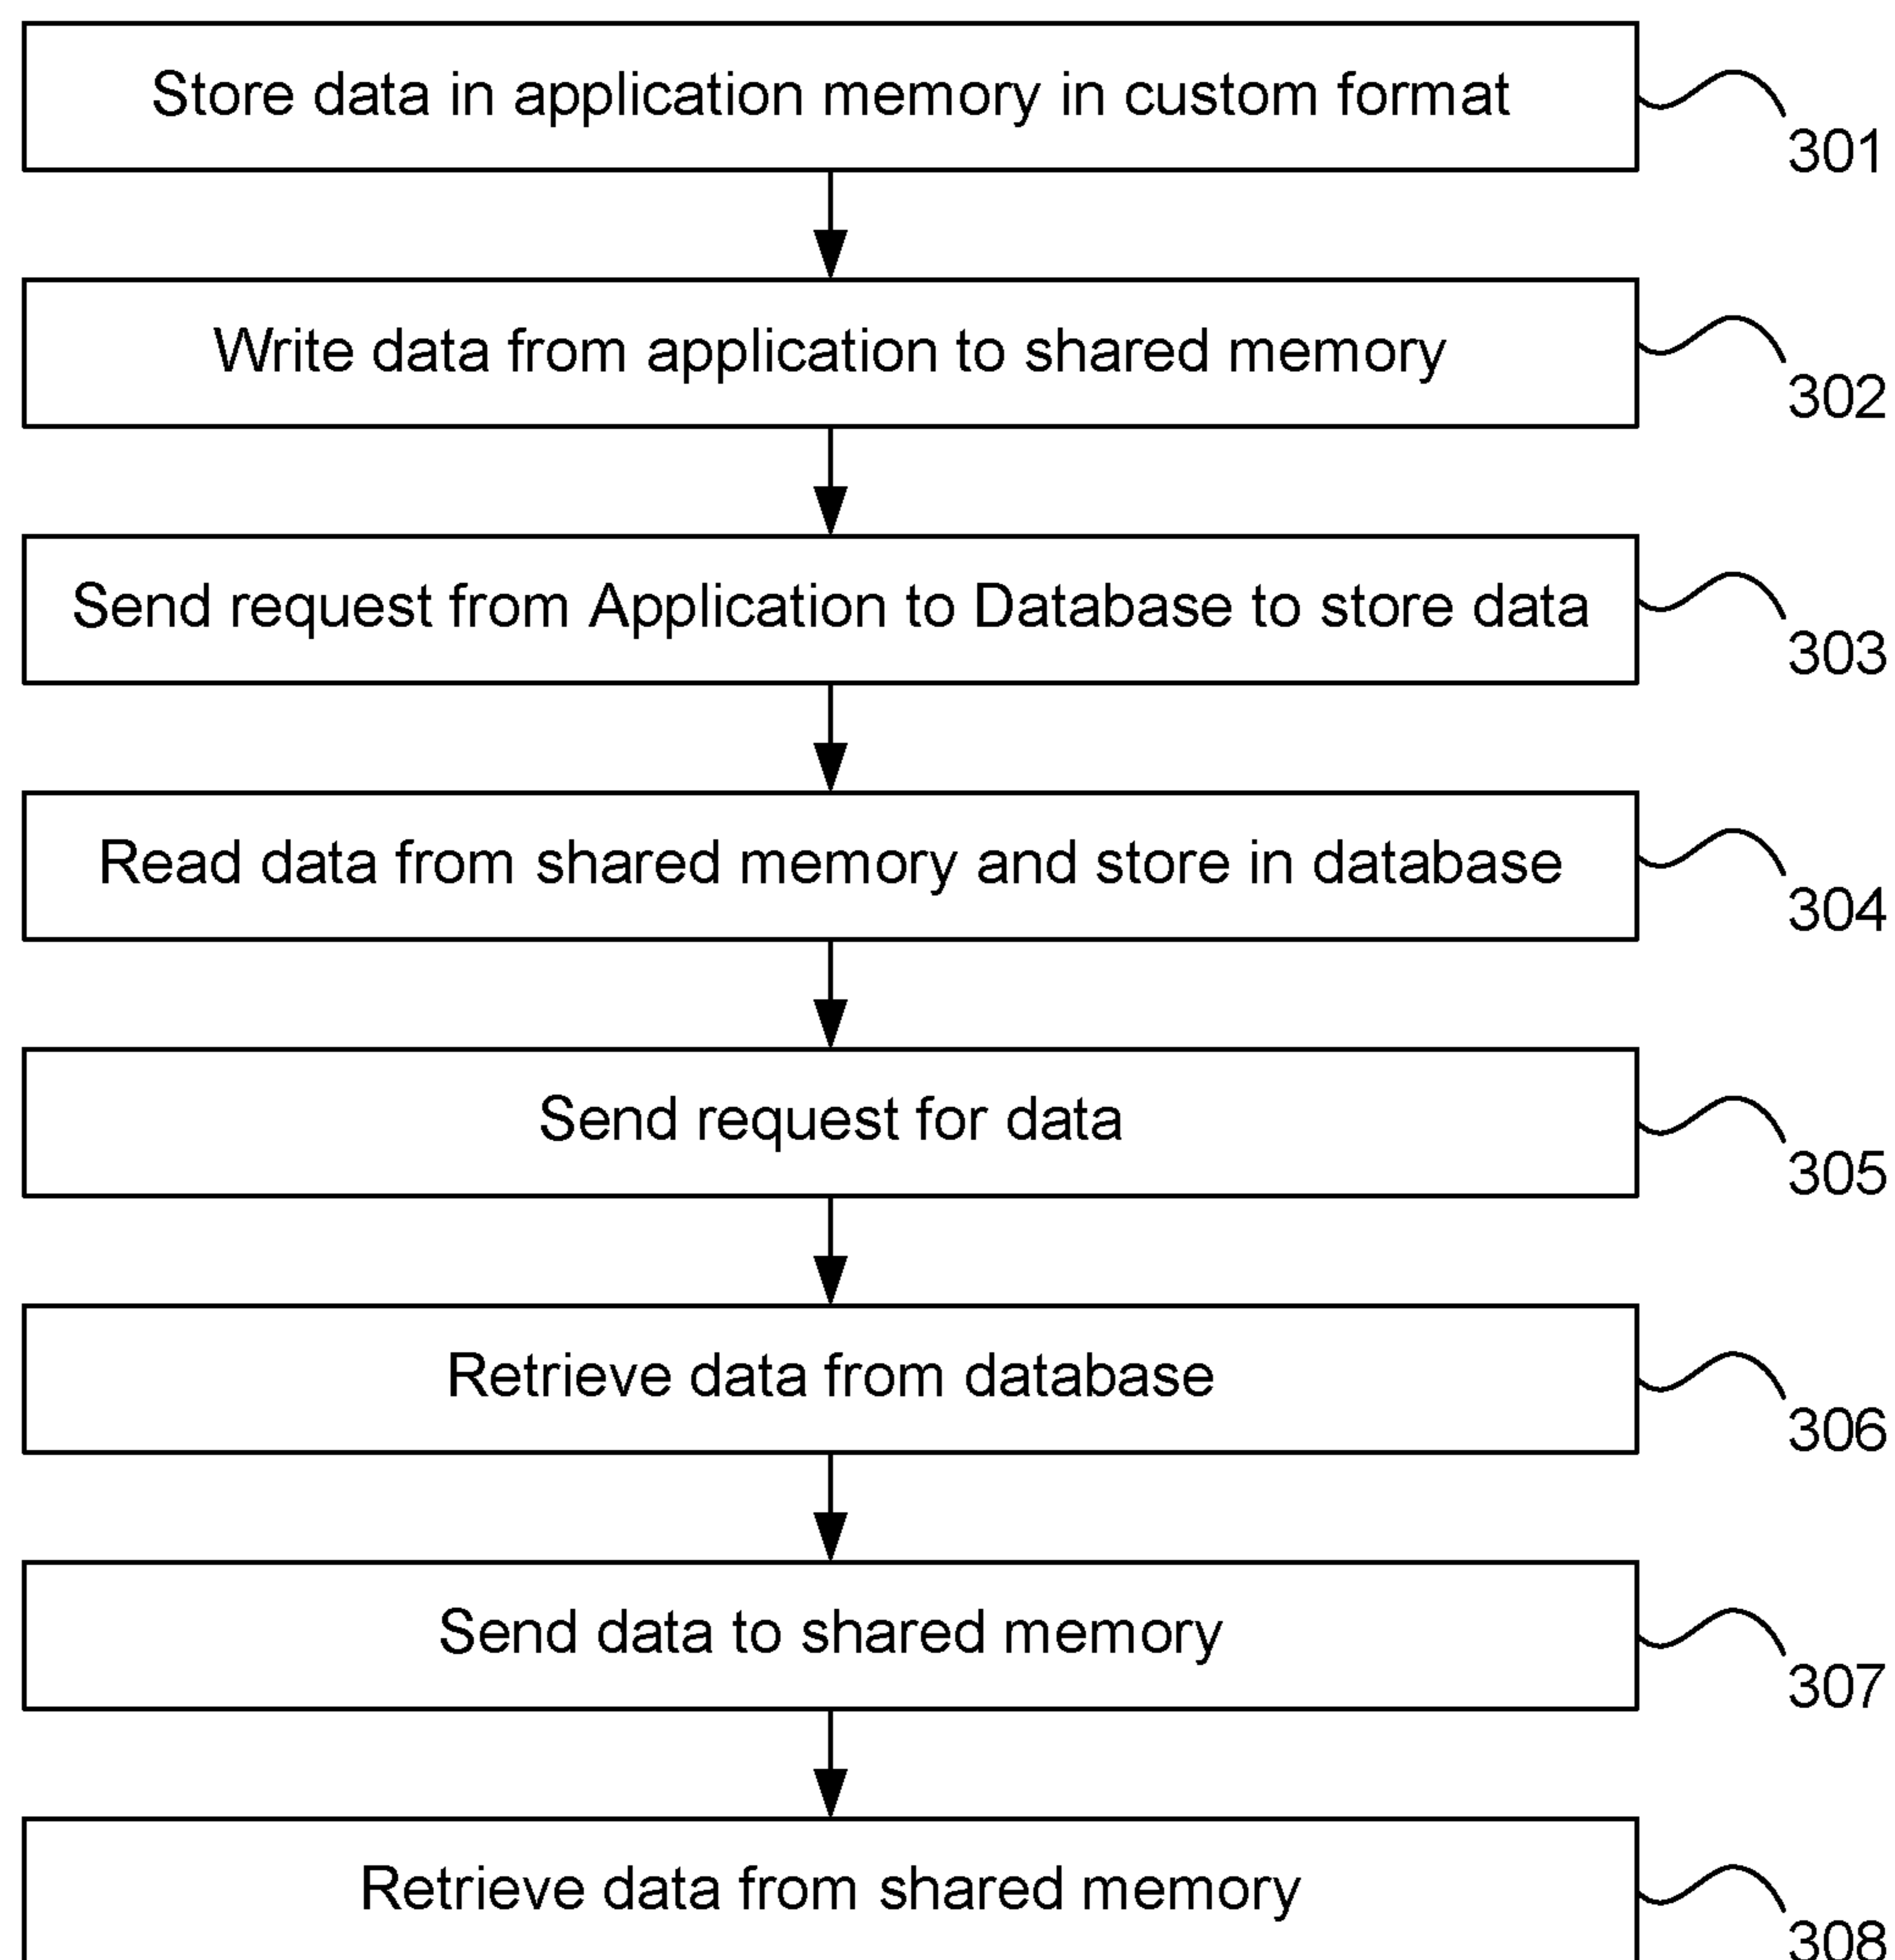 Store data in application memory in custom format
301
Write data from application to shared memory
302
Send request from Application to Database to store data
303
Read data from shared memory and store in database
304
Send request for data
305
Retrieve data from database
306
Send data to shared memory
307
Retrieve data from shared memory
308